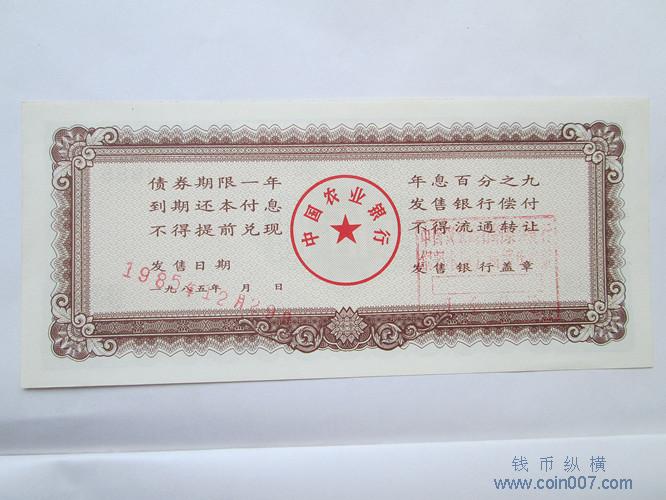 债券期限一年
到期还本付息
不得提前兑现
发售日期
一九八五年 月 日
1985年12月29日
中国农业银行
年息百分之九
发售银行偿付
不得流通转让
发售银行盖章
钱币纵横
www.coin007.com